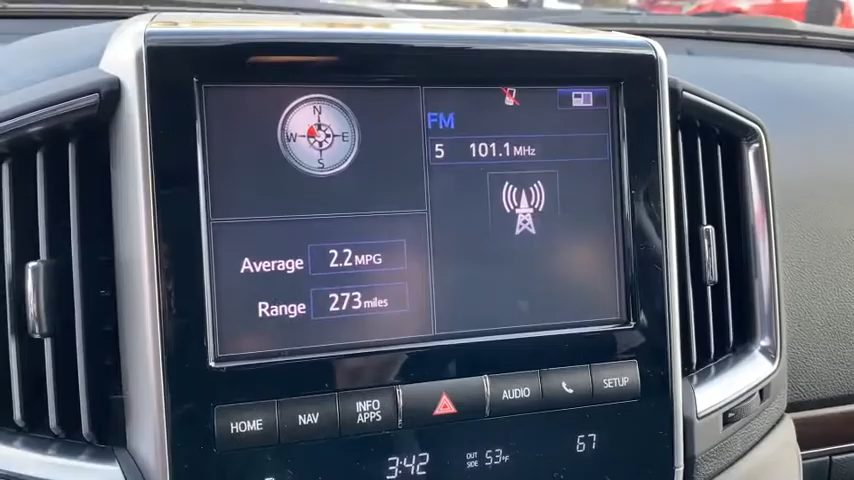 N
W E
S
FM
5 101.1 MHz
Average 2.2 MPG
Range 273 miles
HOME NAV INFO APPS AUDIO SETUP
3:42 OUT SIDE 53°F 67